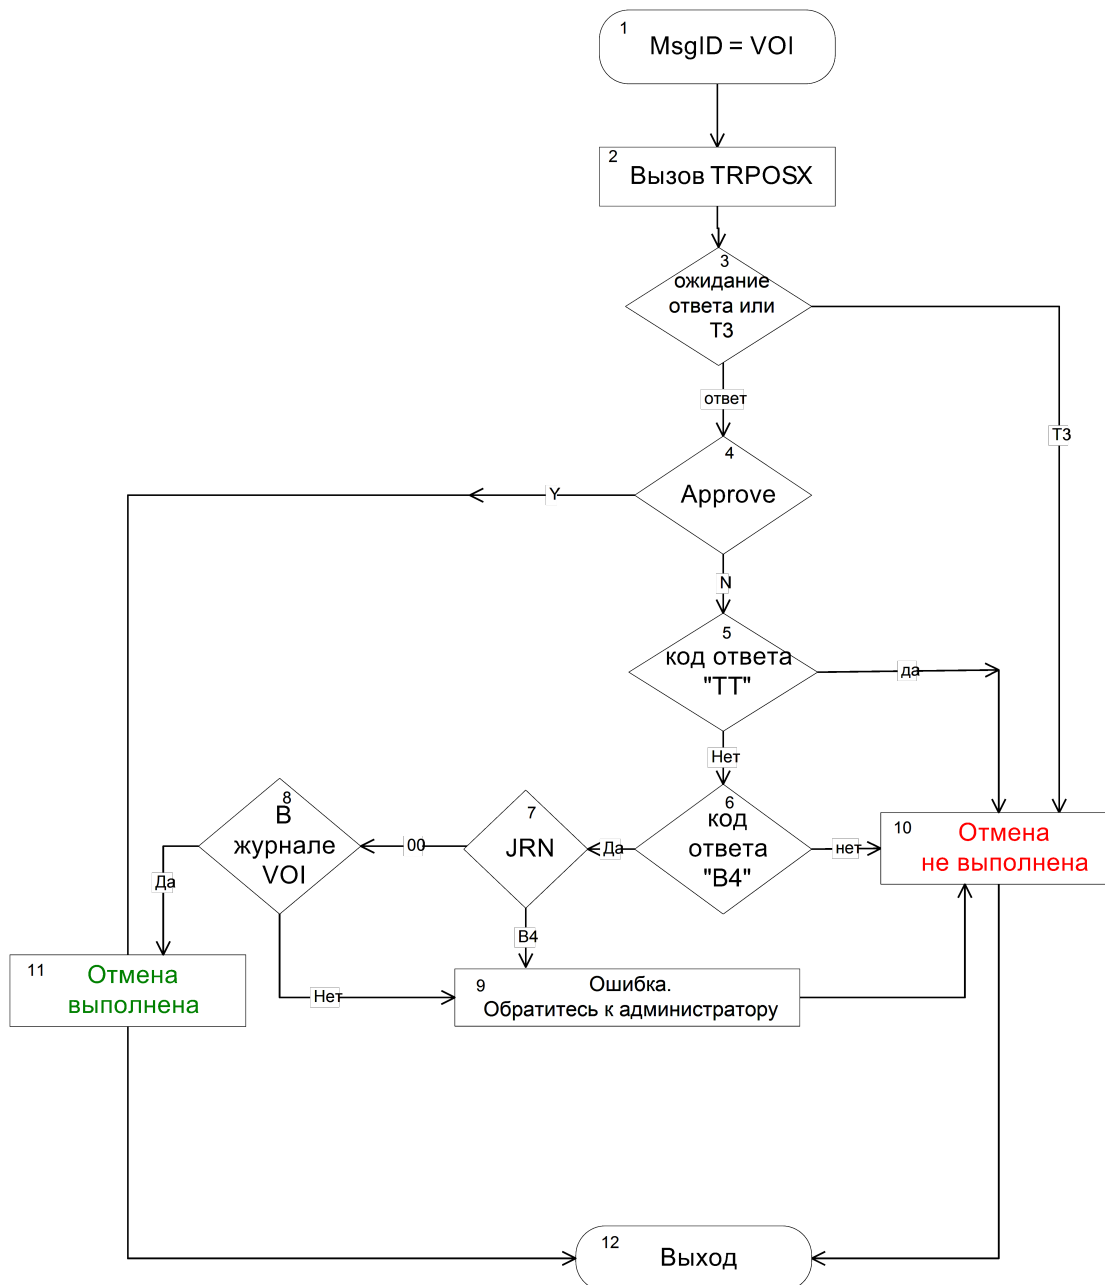 1
MsgID = VOI
2
Вызов TRPOSX
3
ожидание
ответа или
T3
ответ
T3
4
Approve
Y
N
5
код ответа
"TT"
да
Нет
8
В
журнале
VOI
00
7
JRN
Да
6
код
ответа
"B4"
нет
10
Отмена
не выполнена
Да
B4
11
Отмена
выполнена
Нет
9
Ошибка.
Обратитесь к администратору
12
Выход